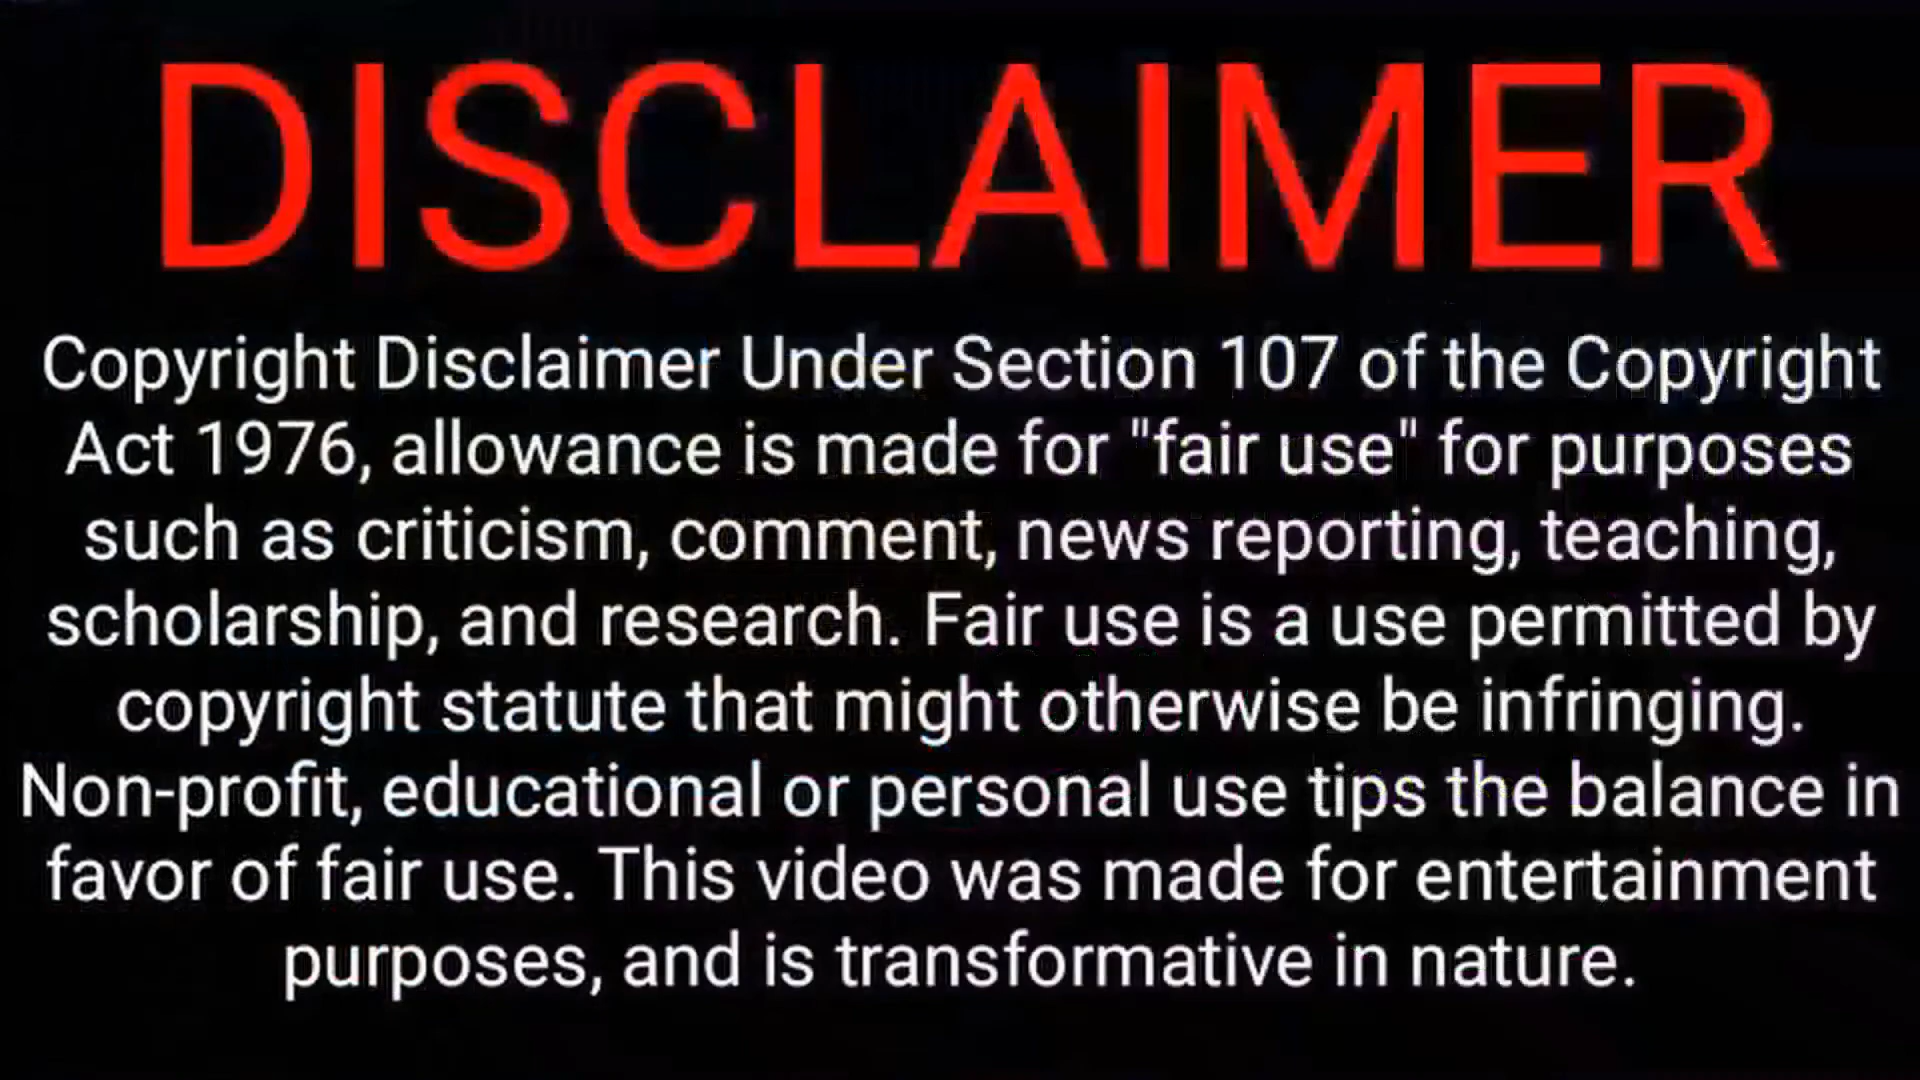 DISCLAIMER
Copyright Disclaimer Under Section 107 of the Copyright
Act 1976, allowance is made for "fair use" for purposes
such as criticism, comment, news reporting, teaching,
scholarship, and research. Fair use is a use permitted by
copyright statute that might otherwise be infringing.
Non-profit, educational or personal use tips the balance in
favor of fair use. This video was made for entertainment
purposes, and is transformative in nature.